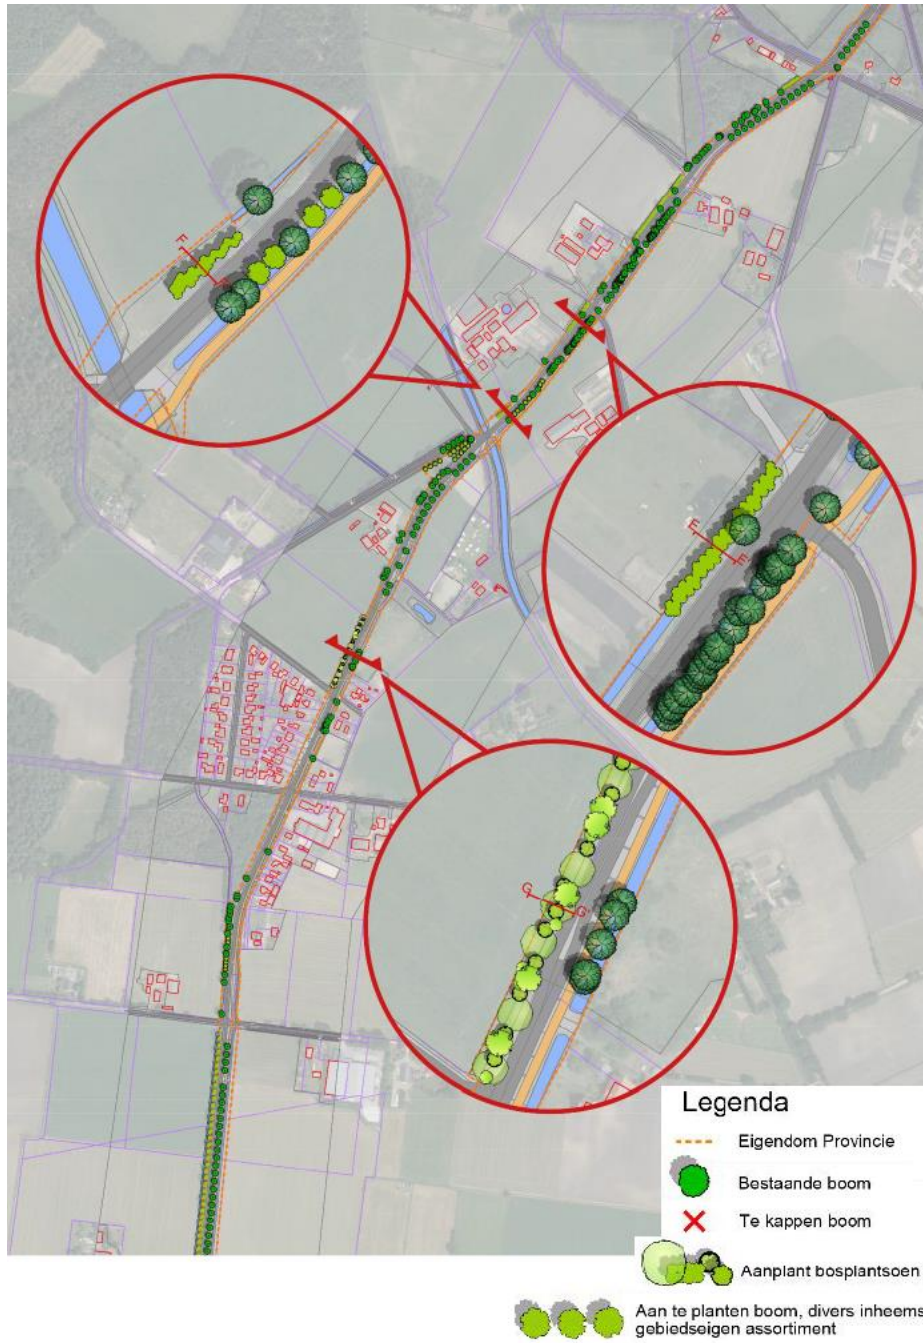 F
E
E
G
G
Legenda
Eigendom Provincie
Bestaande boom
Te kappen boom
Aanplant bosplantsoen
Aan te planten boom, divers inheems
gebiedseigen assortiment